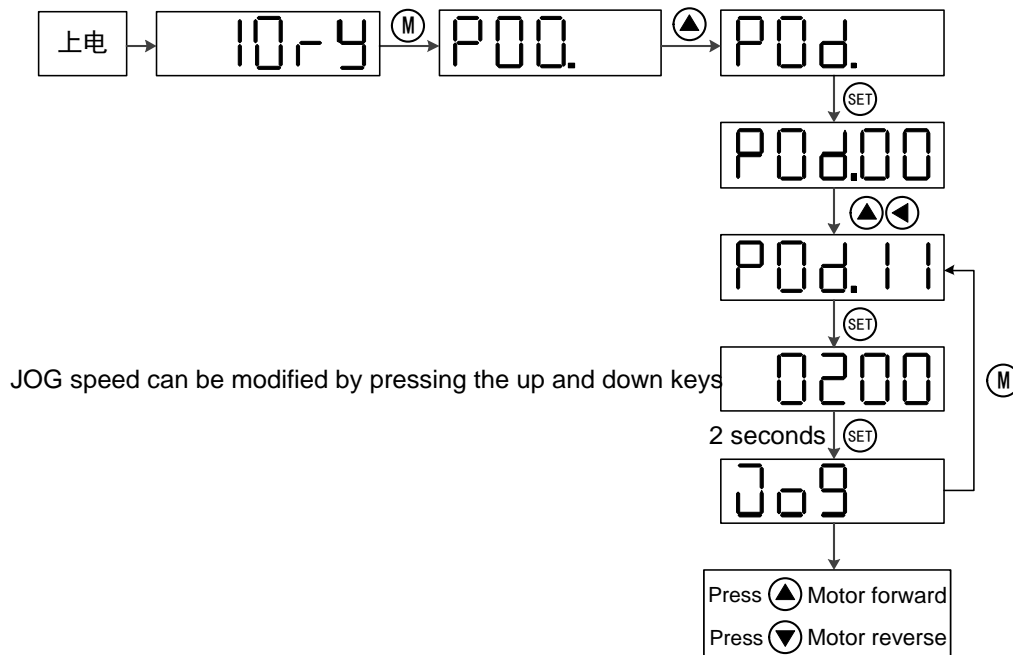 上电
10ry
M
P00.
P0d.
SET
P0d.00
P0d.11
SET
JOG speed can be modified by pressing the up and down keys
0200
M
2 seconds
SET
Jog
Press ▲ Motor forward
Press ▼ Motor reverse